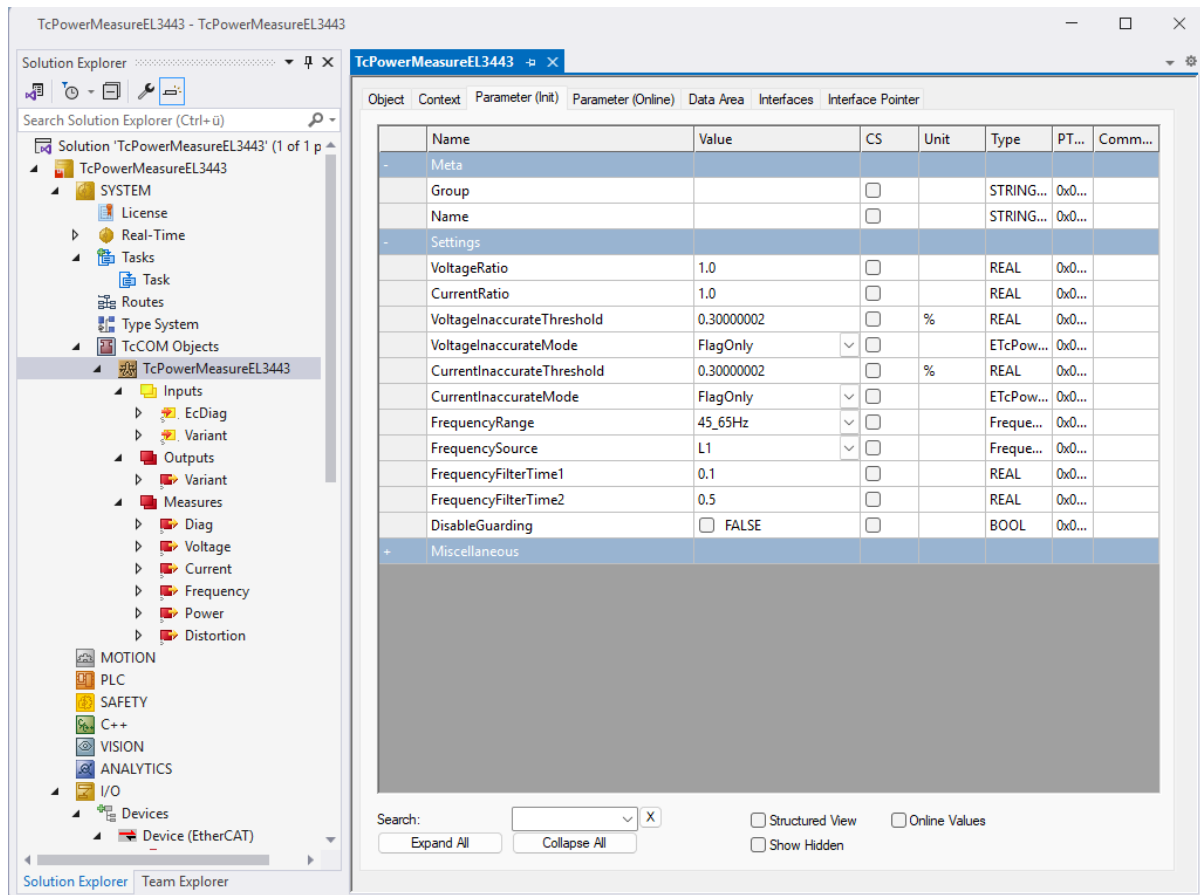 TcPowerMeasureEL3443 - TcPowerMeasureEL3443
Solution Explorer
Search Solution Explorer (Ctrl+ü)
Solution 'TcPowerMeasureEL3443' (1 of 1 p
TcPowerMeasureEL3443
SYSTEM
License
Real-Time
Tasks
Task
Routes
Type System
TcCOM Objects
TcPowerMeasureEL3443
Inputs
EcDiag
Variant
Outputs
Variant
Measures
Diag
Voltage
Current
Frequency
Power
Distortion
MOTION
PLC
SAFETY
C++
VISION
ANALYTICS
I/O
Devices
Device (EtherCAT)
Solution Explorer Team Explorer
TcPowerMeasureEL3443
Object Context Parameter (Init) Parameter (Online) Data Area Interfaces Interface Pointer
Name Value CS Unit Type PT... Comm...
- Meta
Group STRING... 0x0...
Name STRING... 0x0...
- Settings
VoltageRatio 1.0 REAL 0x0...
CurrentRatio 1.0 REAL 0x0...
VoltageInaccurateThreshold 0.30000002 % REAL 0x0...
VoltageInaccurateMode FlagOnly ETcPow... 0x0...
CurrentInaccurateThreshold 0.30000002 % REAL 0x0...
CurrentInaccurateMode FlagOnly ETcPow... 0x0...
FrequencyRange 45_65Hz Freque... 0x0...
FrequencySource L1 Freque... 0x0...
FrequencyFilterTime1 0.1 REAL 0x0...
FrequencyFilterTime2 0.5 REAL 0x0...
DisableGuarding FALSE BOOL 0x0...
+ Miscellaneous
Search: X Structured View Online Values
Expand All Collapse All Show Hidden